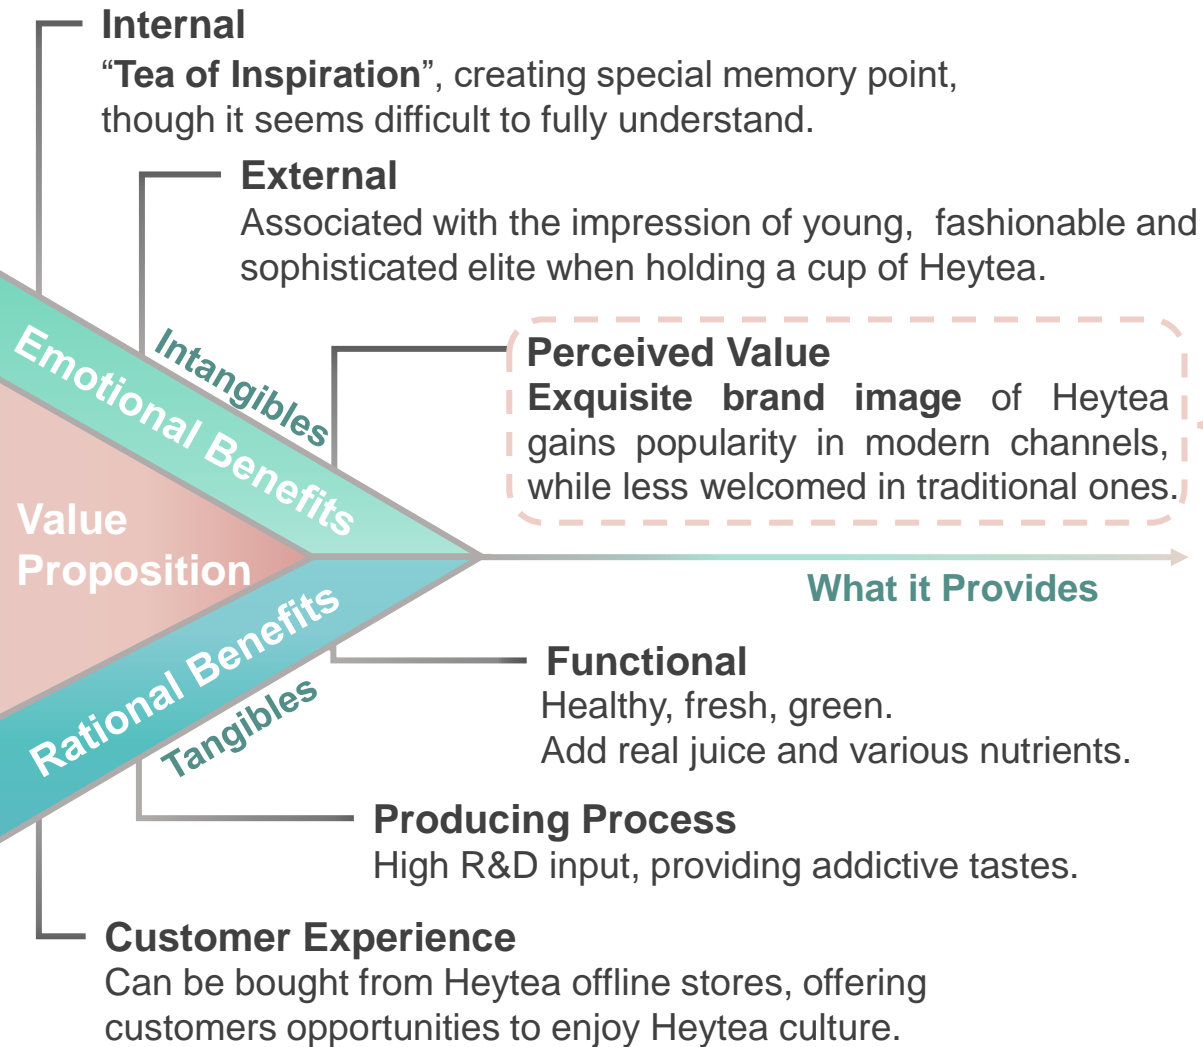 Internal
“Tea of Inspiration”, creating special memory point,
though it seems difficult to fully understand.
External
Associated with the impression of young,  fashionable and
sophisticated elite when holding a cup of Heytea.
Emotional Benefits
Intangibles
Perceived Value
Exquisite brand image of Heytea
gains popularity in modern channels,
while less welcomed in traditional ones.
Value
Proposition
What it Provides
Rational Benefits
Tangibles
Functional
Healthy, fresh, green.
Add real juice and various nutrients.
Producing Process
High R&D input, providing addictive tastes.
Customer Experience
Can be bought from Heytea offline stores, offering
customers opportunities to enjoy Heytea culture.